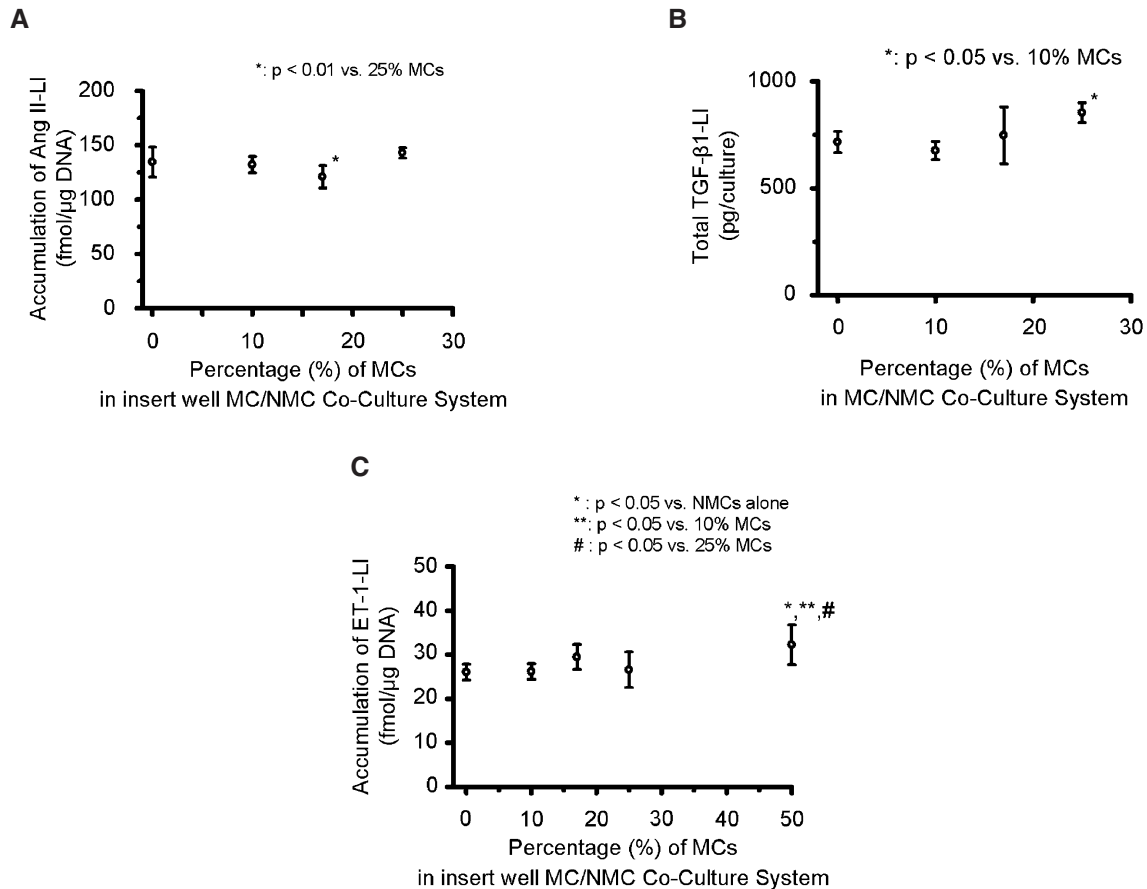 A
*: p < 0.01 vs. 25% MCs
Accumulation of Ang II-LI
(fmol/µg DNA)
200
150
100
50
0
*
0 10 20 30
Percentage (%) of MCs
in insert well MC/NMC Co-Culture System
B
*: p < 0.05 vs. 10% MCs
Total TGF-β1-LI
(pg/culture)
1000
500
0
*
0 10 20 30
Percentage (%) of MCs
in MC/NMC Co-Culture System
C
* : p < 0.05 vs. NMCs alone
**: p < 0.05 vs. 10% MCs
# : p < 0.05 vs. 25% MCs
Accumulation of ET-1-LI
(fmol/µg DNA)
50
40
30
20
10
0
*,**,#
0 10 20 30 40 50
Percentage (%) of MCs
in insert well MC/NMC Co-Culture System